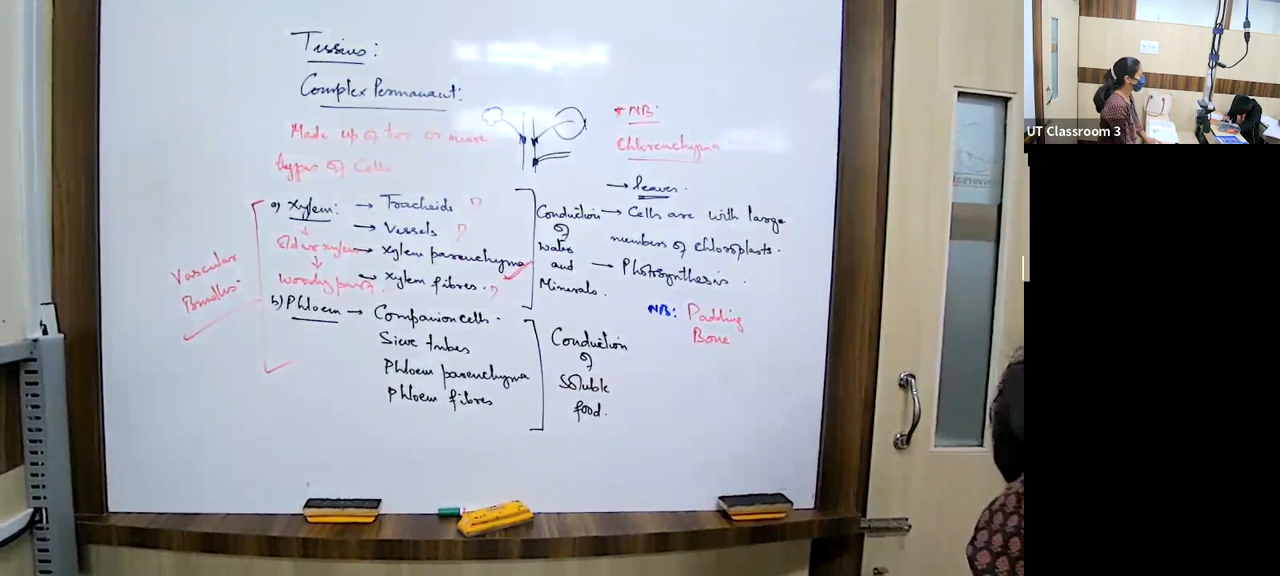 Tissues:
Complex Permanant:
Made up of two or more
types of Cells
a) Xylem: → Tracheids
→ Vessels
Older xylem → xylem parenchyma
woody part. xylem fibres.
Vascular
Bundles
Conduction
of
water
and
Minerals.
b) Phloem → Companion cells.
Sieve tubes
Phloem parenchyma
Phloem fibres
Conduction
of
Soluble
food.
* NB:
Chlorenchyma
→ leaves.
→ Cells are with large
numbers of chloroplasts.
→ Photosynthesis.
NB: Padding
Bone
UT Classroom 3